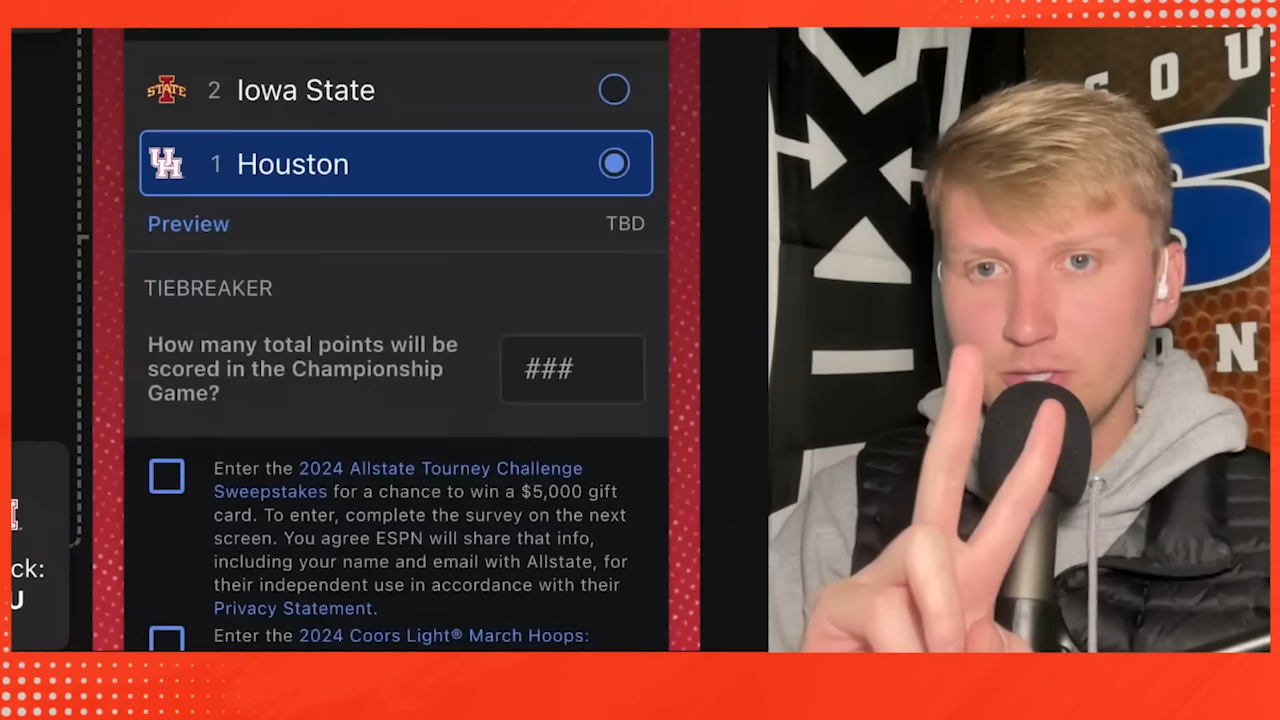 STATE
2 Iowa State
UH
1 Houston
Preview
TBD
TIEBREAKER
How many total points will be
scored in the Championship
Game?
###
Enter the 2024 Allstate Tourney Challenge
Sweepstakes for a chance to win a $5,000 gift
card. To enter, complete the survey on the next
screen. You agree ESPN will share that info,
including your name and email with Allstate, for
their independent use in accordance with their
Privacy Statement.
Enter the 2024 Coors Light® March Hoops:
ck:
U
SOU
ON